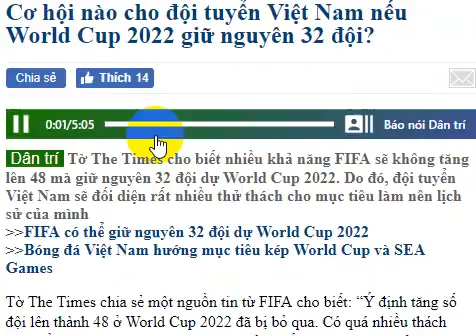 Cơ hội nào cho đội tuyển Việt Nam nếu
World Cup 2022 giữ nguyên 32 đội?
Chia sẻ Thích 14
0:01/5:05 Báo nói Dân trí
Dân trí Tờ The Times cho biết nhiều khả năng FIFA sẽ không tăng
lên 48 mà giữ nguyên 32 đội dự World Cup 2022. Do đó, đội tuyển
Việt Nam sẽ đối diện rất nhiều thử thách cho mục tiêu làm nên lịch
sử của mình
>>FIFA có thể giữ nguyên 32 đội dự World Cup 2022
>>Bóng đá Việt Nam hướng mục tiêu kép World Cup và SEA
Games
Tờ The Times chia sẻ một nguồn tin từ FIFA cho biết: “Ý định tăng số
đội lên thành 48 ở World Cup 2022 đã bị bỏ qua. Có quá nhiều thách